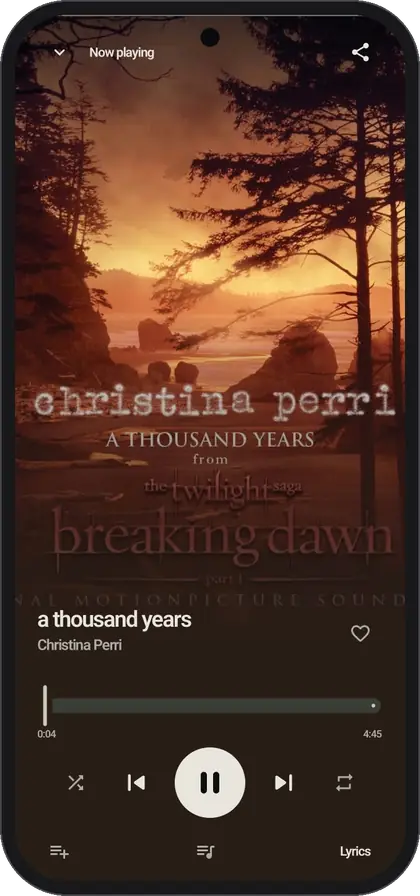 Now playing
christina perri
A THOUSAND YEARS
from
the twilight saga
breaking dawn
part 1
NAL MOTION PICTURE SOUND
a thousand years
Christina Perri
0:04
4:45
Lyrics